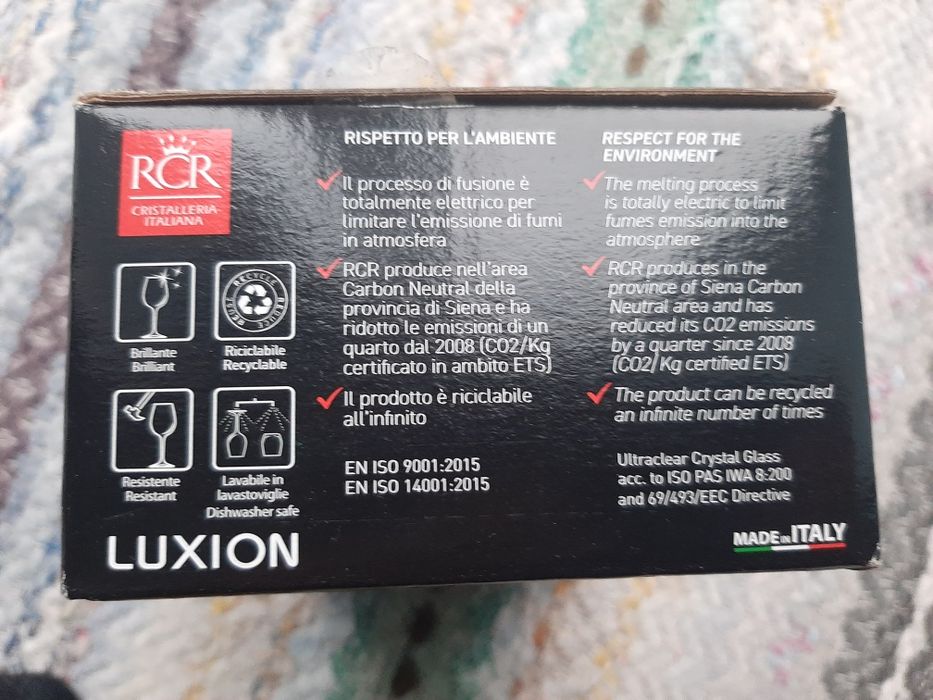 RCR
CRISTALLERIA
ITALIANA
Brillante
Brilliant
RECYCLE
REDUCE
REUSE
Riciclabile
Recyclable
Resistente
Resistant
Lavabile in
lavastoviglie
Dishwasher safe
LUXION
RISPETTO PER L'AMBIENTE
Il processo di fusione è
totalmente elettrico per
limitare l'emissione di fumi
in atmosfera
RCR produce nell'area
Carbon Neutral della
provincia di Siena e ha
ridotto le emissioni di un
quarto dal 2008 (CO2/Kg
certificato in ambito ETS)
Il prodotto è riciclabile
all'infinito
EN ISO 9001:2015
EN ISO 14001:2015
RESPECT FOR THE
ENVIRONMENT
The melting process
is totally electric to limit
fumes emission into the
atmosphere
RCR produces in the
province of Siena Carbon
Neutral area and has
reduced its CO2 emissions
by a quarter since 2008
(CO2/Kg certified ETS)
The product can be recycled
an infinite number of times
Ultraclear Crystal Glass
acc. to ISO PAS IWA 8:200
and 69/493/EEC Directive
MADE IN ITALY